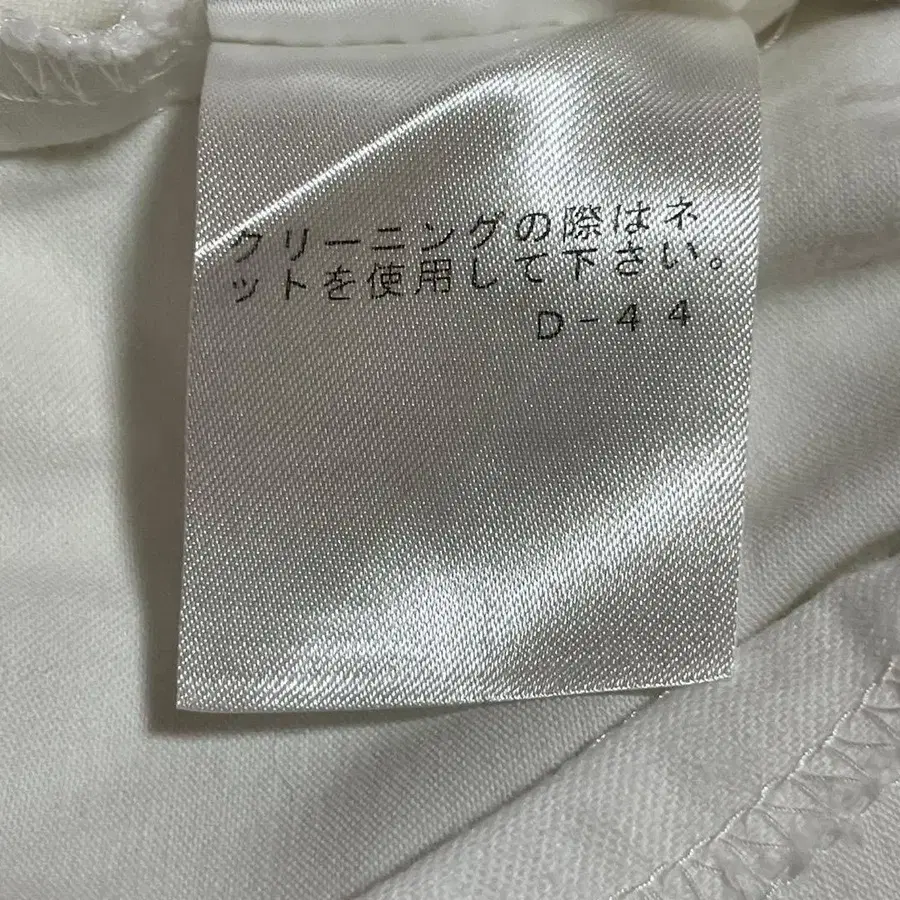 クリーニングの際はネ
ットを使用して下さい。
D-44